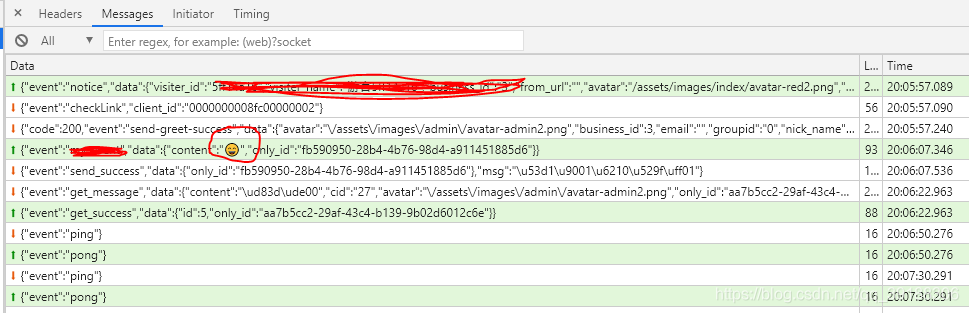 Headers Messages Initiator Timing
All Enter regex, for example: (web)?socket
Data L... Time
{"event":"notice","data":{"visiter_id":"5 from_url":"","avatar":"/assets/images/index/avatar-red2.png","... 2... 20:05:57.089
{"event":"checkLink","client_id":"0000000008fc00000002"} 56 20:05:57.090
{"code":200,"event":"send-greet-success","data":{"avatar":"\/assets\/images\/admin\/avatar-admin2.png","business_id":3,"email":"","groupid":"0","nick_name"... 2... 20:05:57.240
{"event":" ","data":{"content":"😄","only_id":"fb590950-28b4-4b76-98d4-a911451885d6"}} 93 20:06:07.346
{"event":"send_success","data":{"only_id":"fb590950-28b4-4b76-98d4-a911451885d6"},"msg":"\u53d1\u9001\u6210\u529f\uff01"} 1... 20:06:07.536
{"event":"get_message","data":{"content":"\ud83d\ude00","cid":"27","avatar":"\/assets\/images\/admin\/avatar-admin2.png","only_id":"aa7b5cc2-29af-43c4-... 2... 20:06:22.963
{"event":"get_success","data":{"id":5,"only_id":"aa7b5cc2-29af-43c4-b139-9b02d6012c6e"}} 88 20:06:22.963
{"event":"ping"} 16 20:06:50.276
{"event":"pong"} 16 20:06:50.276
{"event":"ping"} 16 20:07:30.291
{"event":"pong"} 16 20:07:30.291